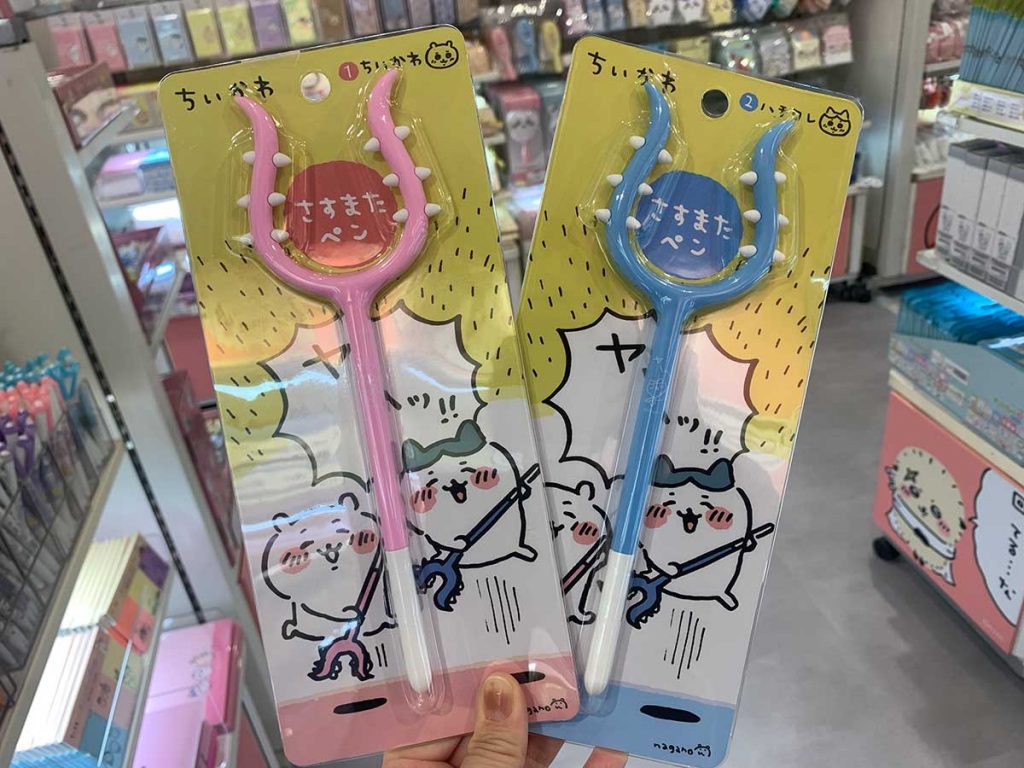 ちいかわ
1 ちいかわ
さすまた
ペン
ヤ
ハッ!!
nagano
ちいかわ
2 ハチワレ
さすまた
ペン
ヤ
ッ!!
nagano